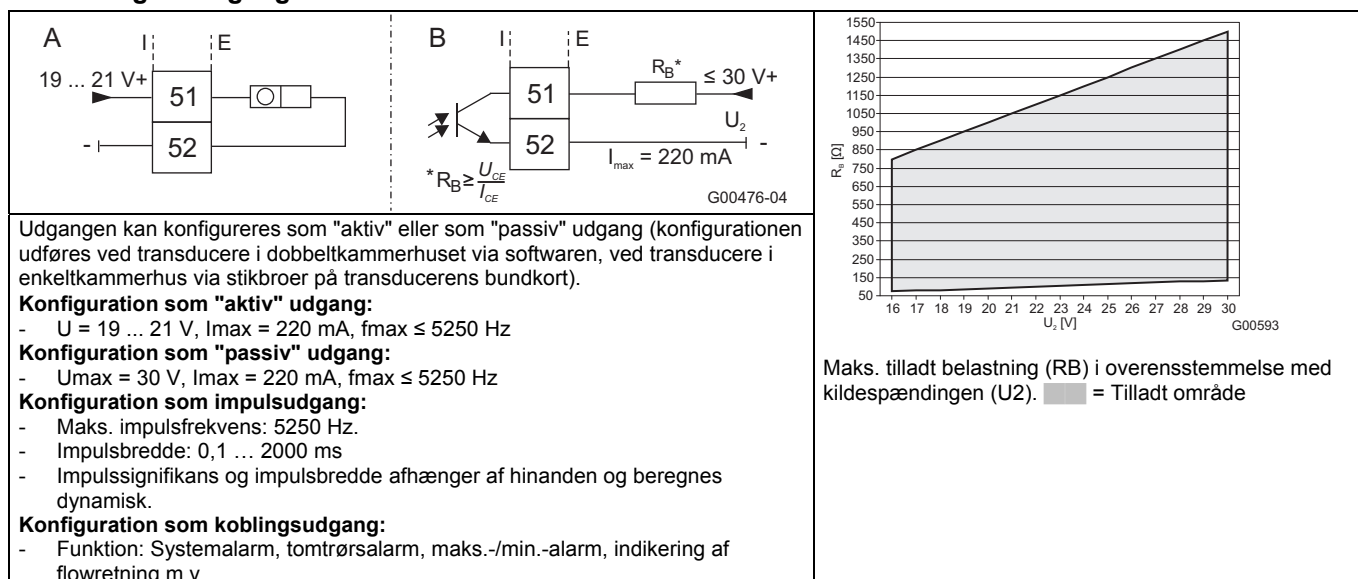 A
I
E
19 ... 21 V+
51
52
-
B
I
E
R_B*
≤ 30 V+
51
U₂
52
-
I_max = 220 mA
*R_B ≥ U_CE / I_CE
G00476-04
Udgangen kan konfigureres som "aktiv" eller som "passiv" udgang (konfigurationen
udføres ved transducere i dobbeltkammerhuset via softwaren, ved transducere i
enkeltkammerhus via stikbroer på transducerens bundkort).
Konfiguration som "aktiv" udgang:
- U = 19 ... 21 V, Imax = 220 mA, fmax ≤ 5250 Hz
Konfiguration som "passiv" udgang:
- Umax = 30 V, Imax = 220 mA, fmax ≤ 5250 Hz
Konfiguration som impulsudgang:
- Maks. impulsfrekvens: 5250 Hz.
- Impulsbredde: 0,1 … 2000 ms
- Impulssignifikans og impulsbredde afhænger af hinanden og beregnes
dynamisk.
Konfiguration som koblingsudgang:
- Funktion: Systemalarm, tomtrørsalarm, maks.-/min.-alarm, indikering af
flowretning m.v
1550
1450
1350
1250
1150
1050
950
850
750
650
550
450
350
250
150
50
R_B [Ω]
16 17 18 19 20 21 22 23 24 25 26 27 28 29 30
U₂ [V]
G00593
Maks. tilladt belastning (RB) i overensstemmelse med
kildespændingen (U2). = Tilladt område